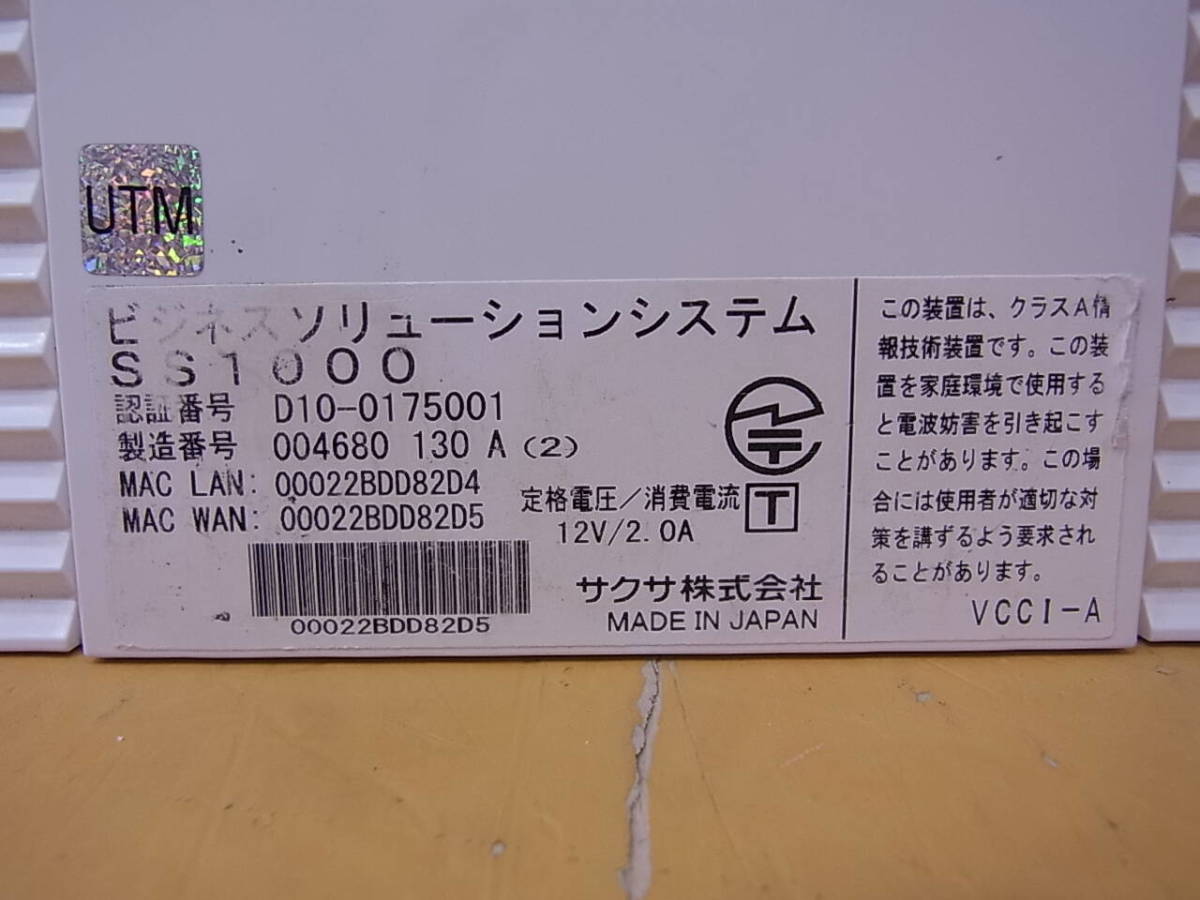 UTM
ビジネスソリューションシステム
SS1000
認証番号 D10-0175001
製造番号 004680 130 A (2)
MAC LAN: 00022BDD82D4
MAC WAN: 00022BDD82D5
定格電圧/消費電流
12V/2.0A
T
00022BDD82D5
サクサ株式会社
MADE IN JAPAN
この装置は、クラスA情
報技術装置です。この装
置を家庭環境で使用する
と電波妨害を引き起こす
ことがあります。この場
合には使用者が適切な対
策を講ずるよう要求され
ることがあります。
VCCI-A